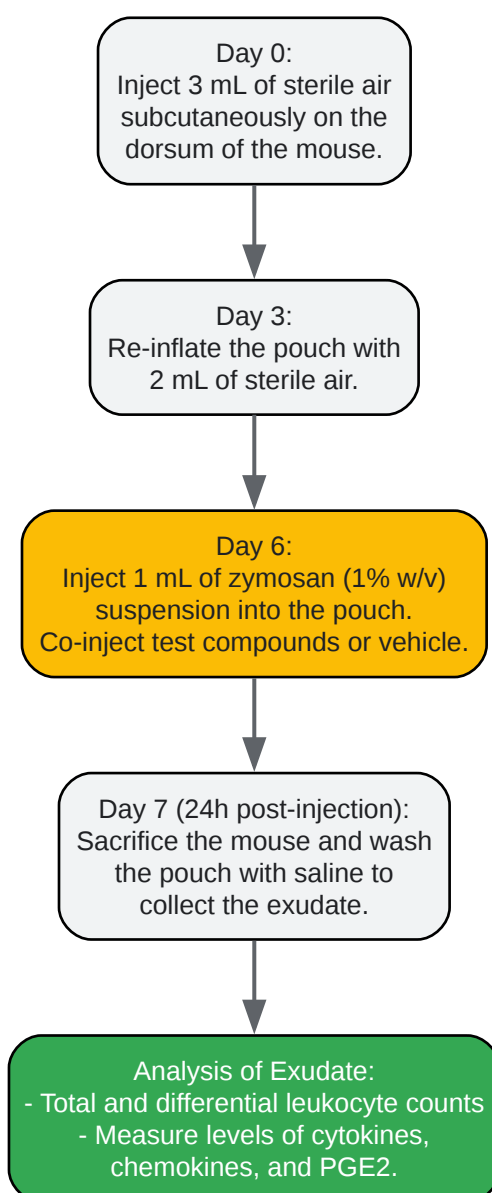 Day 0:
Inject 3 mL of sterile air
subcutaneously on the
dorsum of the mouse.
Day 3:
Re-inflate the pouch with
2 mL of sterile air.
Day 6:
Inject 1 mL of zymosan (1% w/v)
suspension into the pouch.
Co-inject test compounds or vehicle.
Day 7 (24h post-injection):
Sacrifice the mouse and wash
the pouch with saline to
collect the exudate.
Analysis of Exudate:
- Total and differential leukocyte counts
- Measure levels of cytokines,
chemokines, and PGE2.